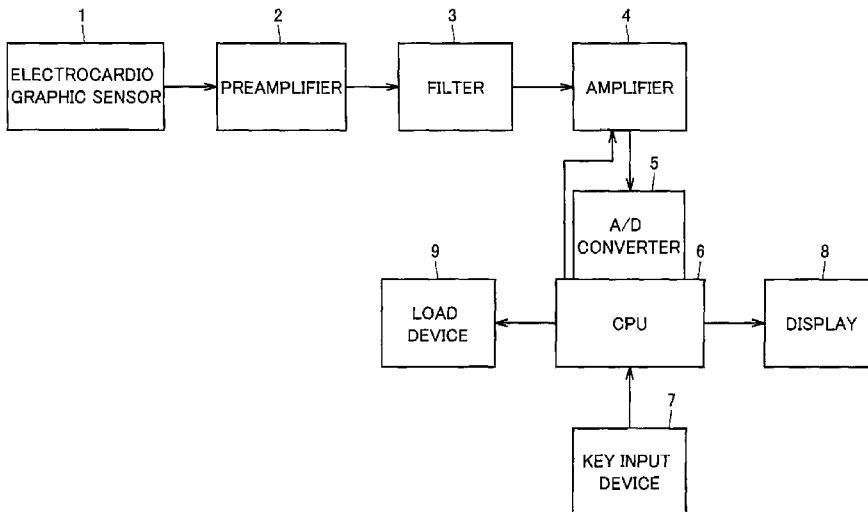 1
2
3
4
ELECTROCARDIO
GRAPHIC SENSOR
PREAMPLIFIER
FILTER
AMPLIFIER
5
A/D
CONVERTER
9
6
8
LOAD
DEVICE
CPU
DISPLAY
7
KEY INPUT
DEVICE